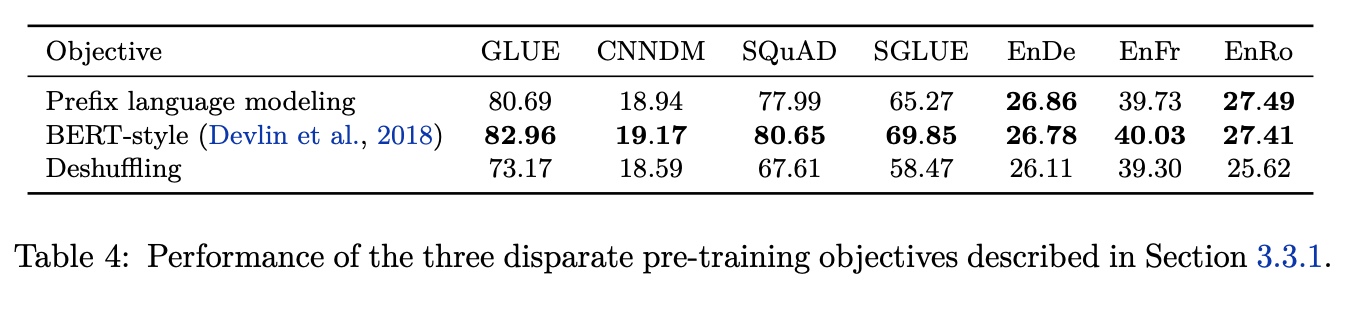 Objective GLUE CNNDM SQuAD SGLUE EnDe EnFr EnRo
Prefix language modeling 80.69 18.94 77.99 65.27 26.86 39.73 27.49
BERT-style (Devlin et al., 2018) 82.96 19.17 80.65 69.85 26.78 40.03 27.41
Deshuffling 73.17 18.59 67.61 58.47 26.11 39.30 25.62
Table 4: Performance of the three disparate pre-training objectives described in Section 3.3.1.